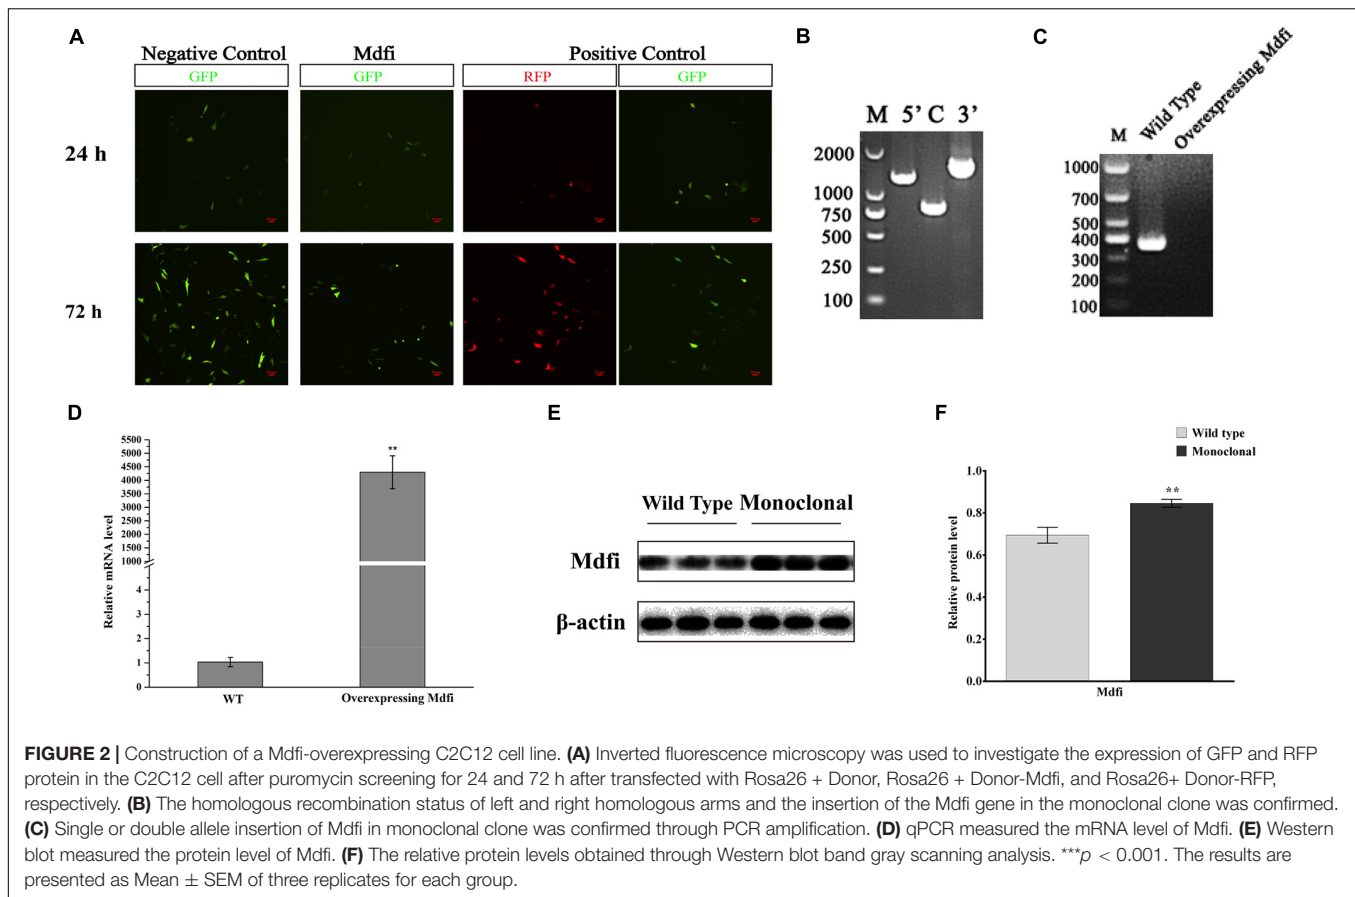 A
Negative Control Mdfi Positive Control
GFP GFP RFP GFP
24 h
72 h
B
M 5’ C 3’
2000
1000
750
500
250
100
C
M Wild Type Overexpressing Mdfi
1000
700
500
400
300
200
100
D
Relative mRNA level
5500
5000
4500
4000
3500
3000
2500
2000
1500
1000
4
3
2
1
0
**
WT Overexpressing Mdfi
E
Wild Type Monoclonal
Mdfi
β-actin
F
Wild type
Monoclonal
Relative protein level
1.0
0.8
0.6
0.4
0.2
0.0
**
Mdfi
FIGURE 2 | Construction of a Mdfi-overexpressing C2C12 cell line. (A) Inverted fluorescence microscopy was used to investigate the expression of GFP and RFP
protein in the C2C12 cell after puromycin screening for 24 and 72 h after transfected with Rosa26 + Donor, Rosa26 + Donor-Mdfi, and Rosa26+ Donor-RFP,
respectively. (B) The homologous recombination status of left and right homologous arms and the insertion of the Mdfi gene in the monoclonal clone was confirmed.
(C) Single or double allele insertion of Mdfi in monoclonal clone was confirmed through PCR amplification. (D) qPCR measured the mRNA level of Mdfi. (E) Western
blot measured the protein level of Mdfi. (F) The relative protein levels obtained through Western blot band gray scanning analysis. ***p < 0.001. The results are
presented as Mean ± SEM of three replicates for each group.